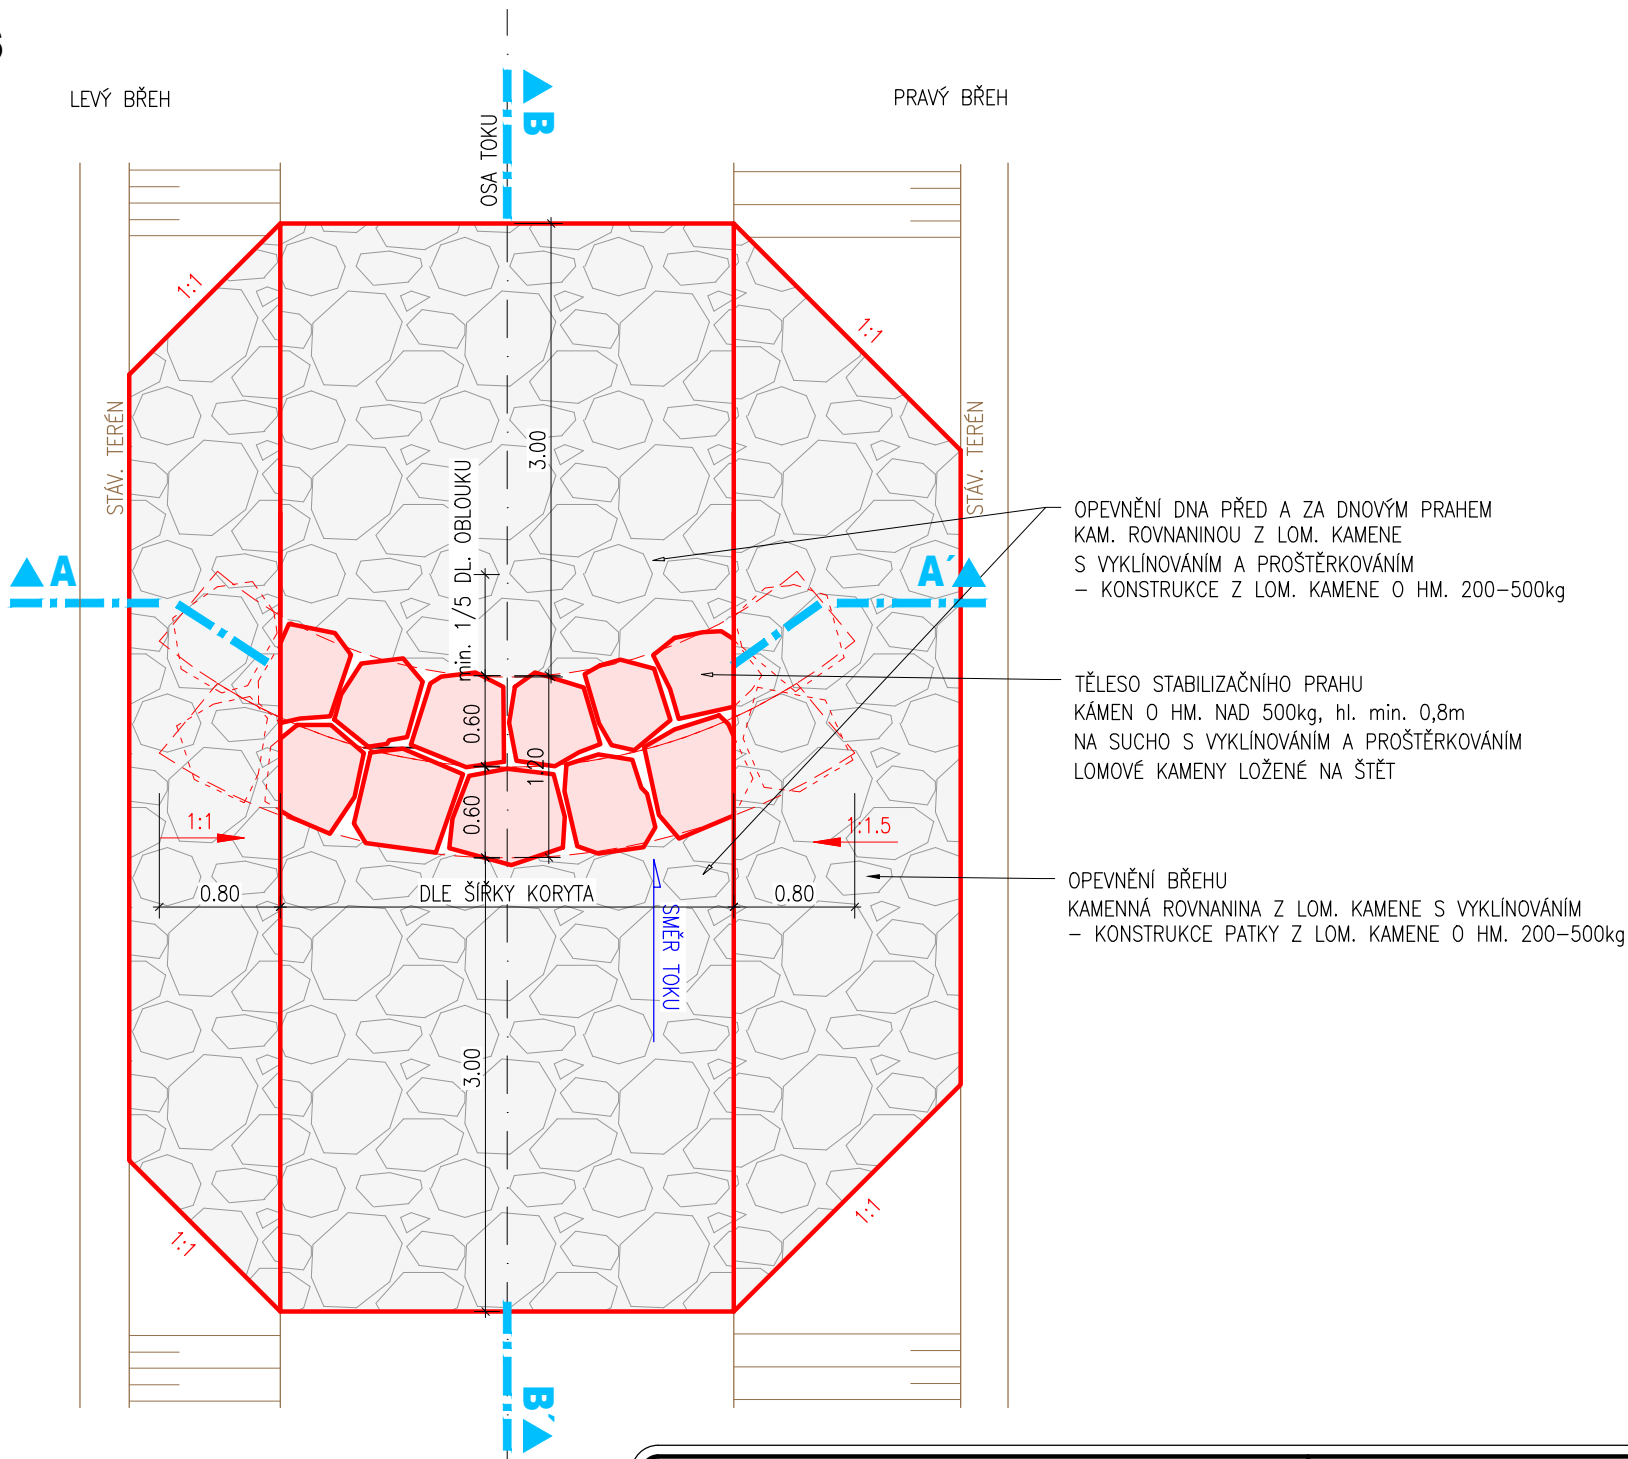 LEVÝ BŘEH
PRAVÝ BŘEH
B
OSA TOKU
1:1
1:1
STÁV. TERÉN
STÁV. TERÉN
3.00
min. 1/5 DL. OBLOUKU
A
A´
OPEVNĚNÍ DNA PŘED A ZA DNOVÝM PRAHEM
KAM. ROVNANINOU Z LOM. KAMENE
S VYKLÍNOVÁNÍM A PROŠTĚRKOVÁNÍM
– KONSTRUKCE Z LOM. KAMENE O HM. 200–500kg
TĚLESO STABILIZAČNÍHO PRAHU
KÁMEN O HM. NAD 500kg, hl. min. 0,8m
NA SUCHO S VYKLÍNOVÁNÍM A PROŠTĚRKOVÁNÍM
LOMOVÉ KAMENY LOŽENÉ NA ŠTĚT
0.60
1.20
0.60
1:1
1:1.5
0.80
DLE ŠÍŘKY KORYTA
0.80
OPEVNĚNÍ BŘEHU
KAMENNÁ ROVNANINA Z LOM. KAMENE S VYKLÍNOVÁNÍM
– KONSTRUKCE PATKY Z LOM. KAMENE O HM. 200–500kg
SMĚR TOKU
3.00
1:1
1:1
B´